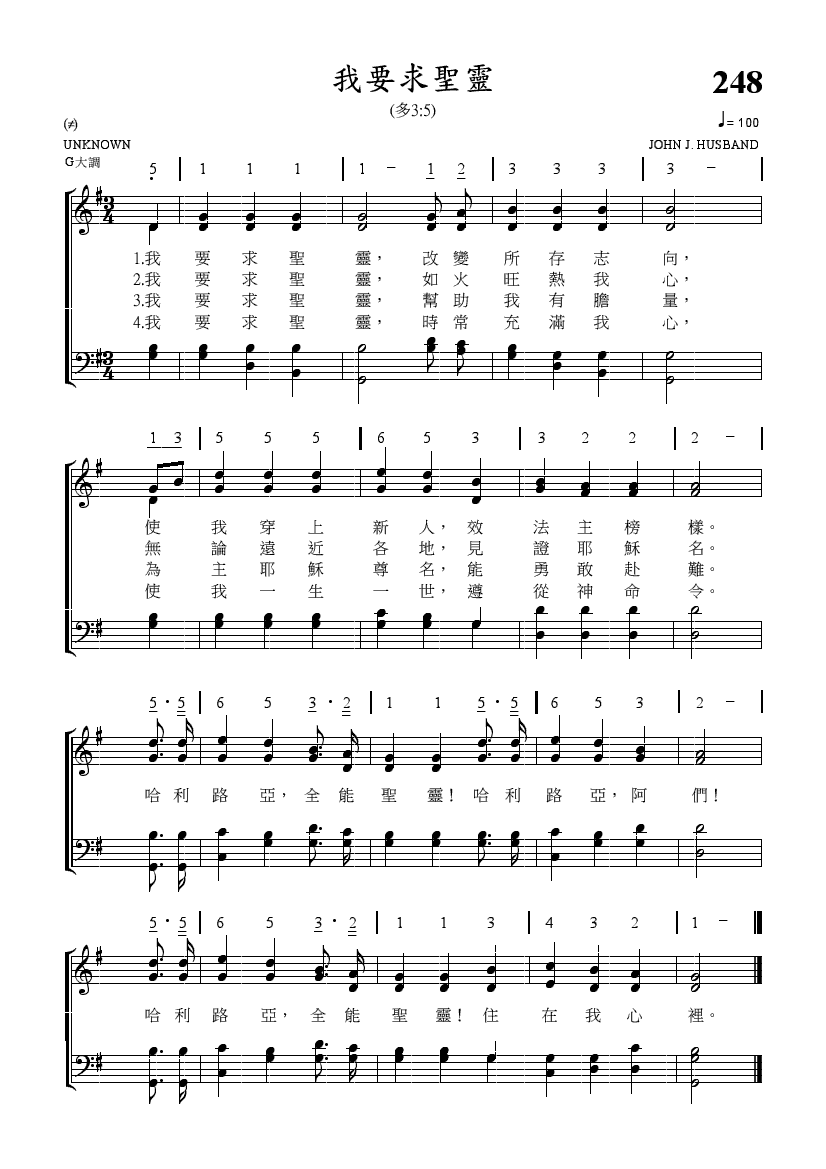 我要求聖靈
248
(多3:5)
(≠)
♩= 100
UNKNOWN
JOHN J. HUSBAND
G大調
5 | 1 1 1 | 1 – 1 2 | 3 3 3 | 3 – |
3
4
1.我 要 求 聖 靈, 改 變 所 存 志 向,
2.我 要 求 聖 靈, 如 火 旺 熱 我 心,
3.我 要 求 聖 靈, 幫 助 我 有 膽 量,
4.我 要 求 聖 靈, 時 常 充 滿 我 心,
3
4
1 3 | 5 5 5 | 6 5 3 | 3 2 2 | 2 – |
使 我 穿 上 新 人, 效 法 主 榜 樣。
無 論 遠 近 各 地, 見 證 耶 穌 名。
為 主 耶 穌 尊 名, 能 勇 敢 赴 難。
使 我 一 生 一 世, 遵 從 神 命 令。
5 · 5 | 6 5 3 · 2 | 1 1 5 · 5 | 6 5 3 | 2 – |
哈 利 路 亞, 全 能 聖 靈! 哈 利 路 亞, 阿 們!
5 · 5 | 6 5 3 · 2 | 1 1 3 | 4 3 2 | 1 – ‖
哈 利 路 亞, 全 能 聖 靈! 住 在 我 心 裡。